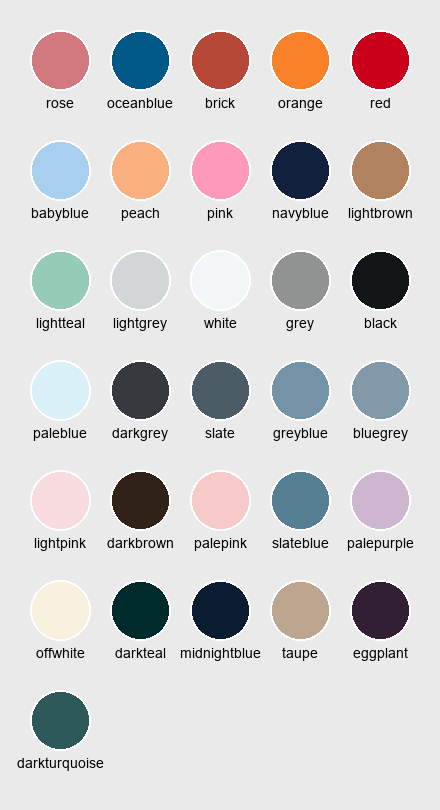 rose oceanblue brick orange red
babyblue peach pink navyblue lightbrown
lightteal lightgrey white grey black
paleblue darkgrey slate greyblue bluegrey
lightpink darkbrown palepink slateblue palepurple
offwhite darkteal midnightblue taupe eggplant
darkturquoise